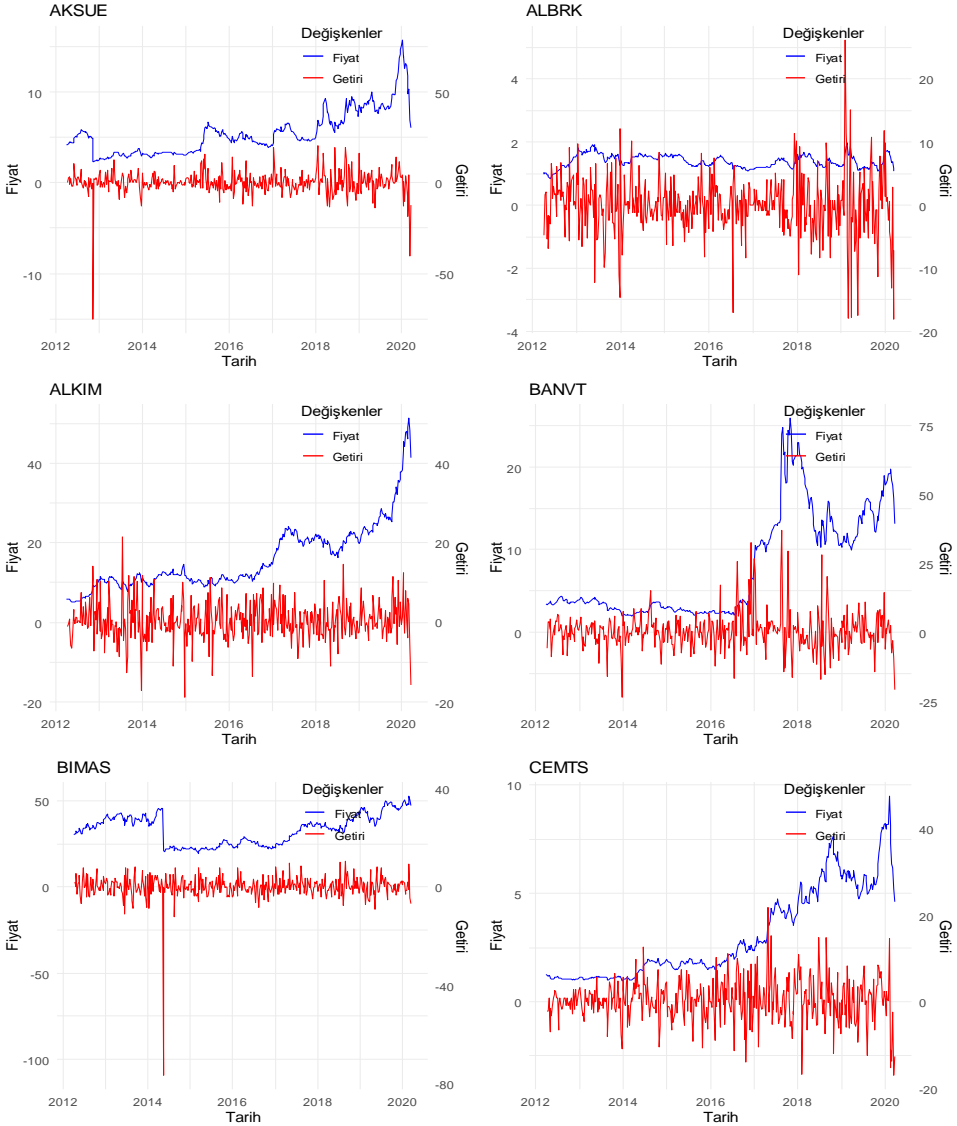 AKSUE
Değişkenler
Fiyat
Getiri
10
0
-10
50
0
-50
Fiyat
Getiri
2012 2014 2016 2018 2020
Tarih
ALBRK
Değişkenler
Fiyat
Getiri
4
2
0
-2
-4
20
10
0
-10
-20
Fiyat
Getiri
2012 2014 2016 2018 2020
Tarih
ALKIM
Değişkenler
Fiyat
Getiri
40
20
0
-20
40
20
0
-20
Fiyat
Getiri
2012 2014 2016 2018 2020
Tarih
BANVT
Değişkenler
Fiyat
Getiri
20
10
0
75
50
25
0
-25
Fiyat
Getiri
2012 2014 2016 2018 2020
Tarih
BIMAS
Değişkenler
Fiyat
Getiri
50
0
-50
-100
40
0
-40
-80
Fiyat
Getiri
2012 2014 2016 2018 2020
Tarih
CEMTS
Değişkenler
Fiyat
Getiri
10
5
0
40
20
0
-20
Fiyat
Getiri
2012 2014 2016 2018 2020
Tarih